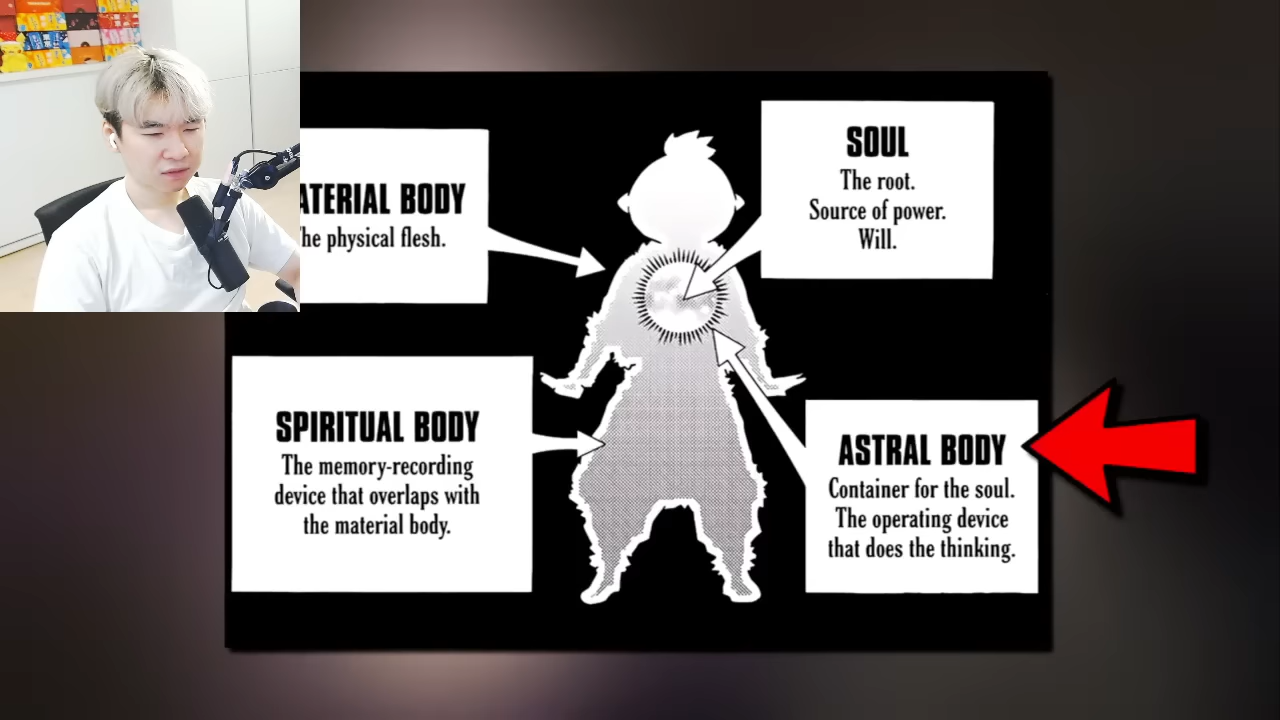 ATERIAL BODY
he physical flesh.
SOUL
The root.
Source of power.
Will.
SPIRITUAL BODY
The memory-recording
device that overlaps with
the material body.
ASTRAL BODY
Container for the soul.
The operating device
that does the thinking.